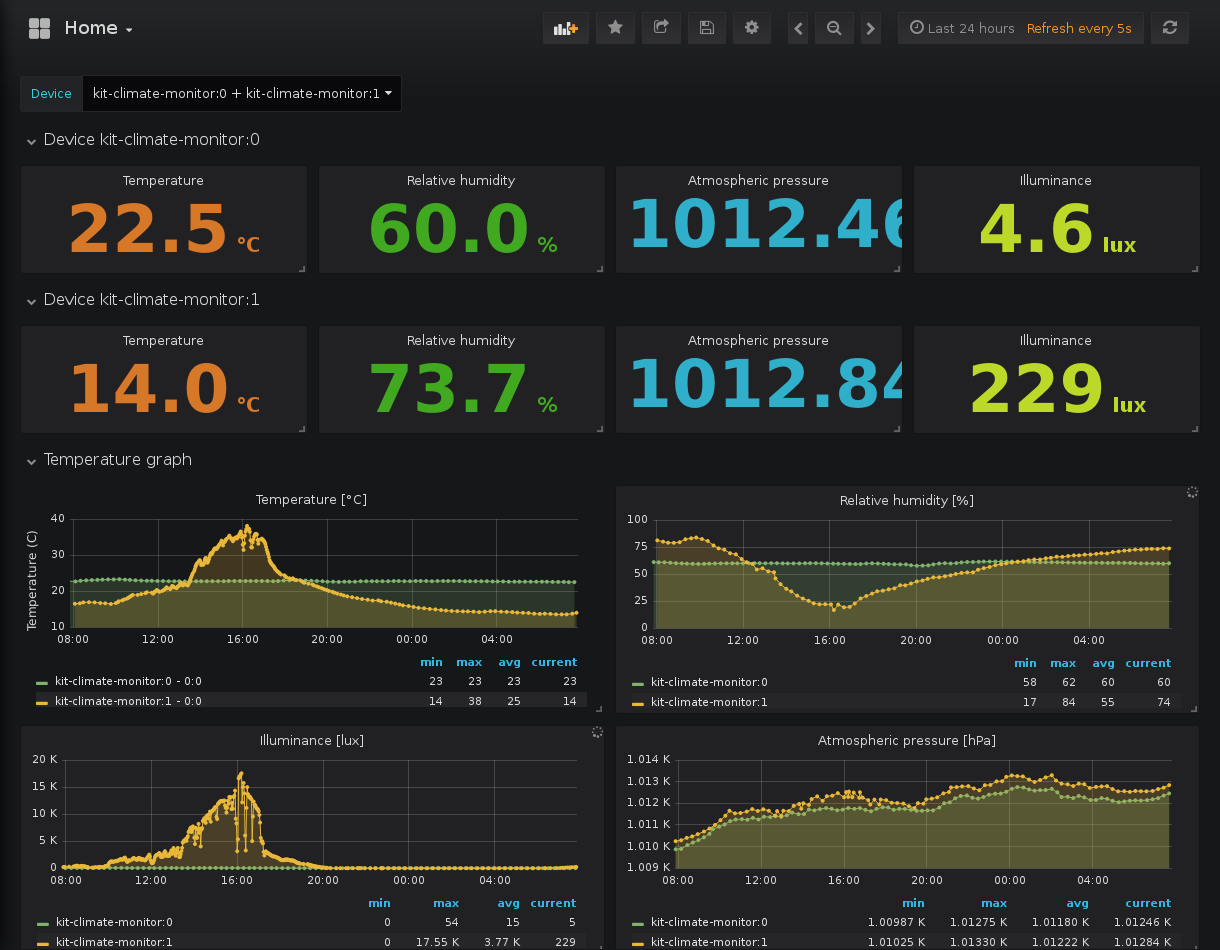 Home
Last 24 hours Refresh every 5s
Device kit-climate-monitor:0 + kit-climate-monitor:1
Device kit-climate-monitor:0
Temperature Relative humidity Atmospheric pressure Illuminance
22.5 °C 60.0 % 1012.46 4.6 lux
Device kit-climate-monitor:1
Temperature Relative humidity Atmospheric pressure Illuminance
14.0 °C 73.7 % 1012.84 229 lux
Temperature graph
Temperature [°C]
Temperature (C)
40
30
20
10
08:00 12:00 16:00 20:00 00:00 04:00
min max avg current
kit-climate-monitor:0 - 0:0 23 23 23 23
kit-climate-monitor:1 - 0:0 14 38 25 14
Relative humidity [%]
100
75
50
25
0
08:00 12:00 16:00 20:00 00:00 04:00
min max avg current
kit-climate-monitor:0 58 62 60 60
kit-climate-monitor:1 17 84 55 74
Illuminance [lux]
20 K
15 K
10 K
5 K
0
08:00 12:00 16:00 20:00 00:00 04:00
min max avg current
kit-climate-monitor:0 0 54 15 5
kit-climate-monitor:1 0 17.55 K 3.77 K 229
Atmospheric pressure [hPa]
1.014 K
1.013 K
1.012 K
1.011 K
1.010 K
1.009 K
08:00 12:00 16:00 20:00 00:00 04:00
min max avg current
kit-climate-monitor:0 1.00987 K 1.01275 K 1.01180 K 1.01246 K
kit-climate-monitor:1 1.01025 K 1.01330 K 1.01222 K 1.01284 K